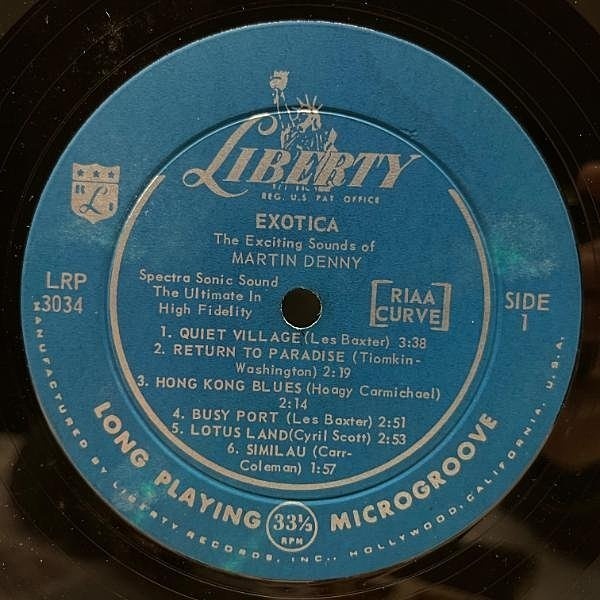 LIBERTY
REG. U.S PAT OFFICE
EXOTICA
The Exciting Sounds of
MARTIN DENNY
LRP
3034
Spectra Sonic Sound
The Ultimate In
High Fidelity
RIAA
CURVE
SIDE
1
1. QUIET VILLAGE (Les Baxter) 3:38
2. RETURN TO PARADISE (Tiomkin-
Washington) 2:19
3. HONG KONG BLUES (Hoagy Carmichael)
2:14
4. BUSY PORT (Les Baxter) 2:51
5. LOTUS LAND (Cyril Scott) 2:53
6. SIMILAU (Carr-
Coleman) 1:57
LONG PLAYING 33⅓ RPM MICROGROOVE
MANUFACTURED BY LIBERTY RECORDS, INC., HOLLYWOOD, CALIFORNIA, U.S.A.